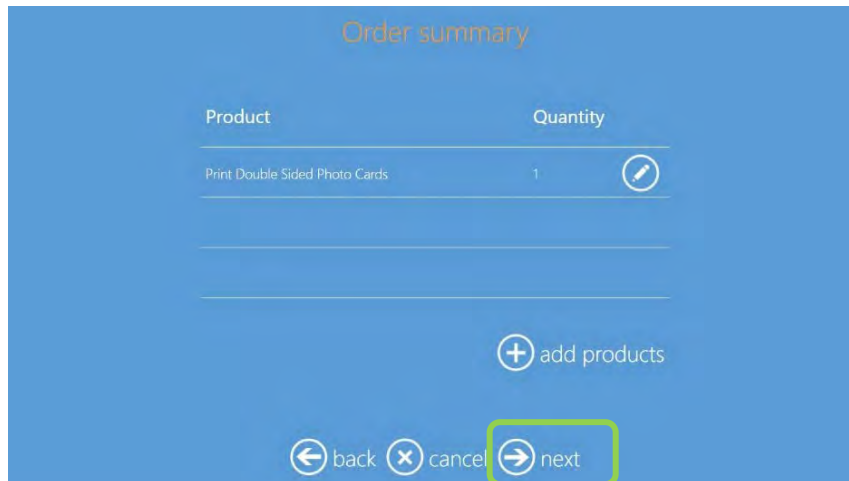 Order summary
Product Quantity
Print Double Sided Photo Cards 1
add products
back cancel next